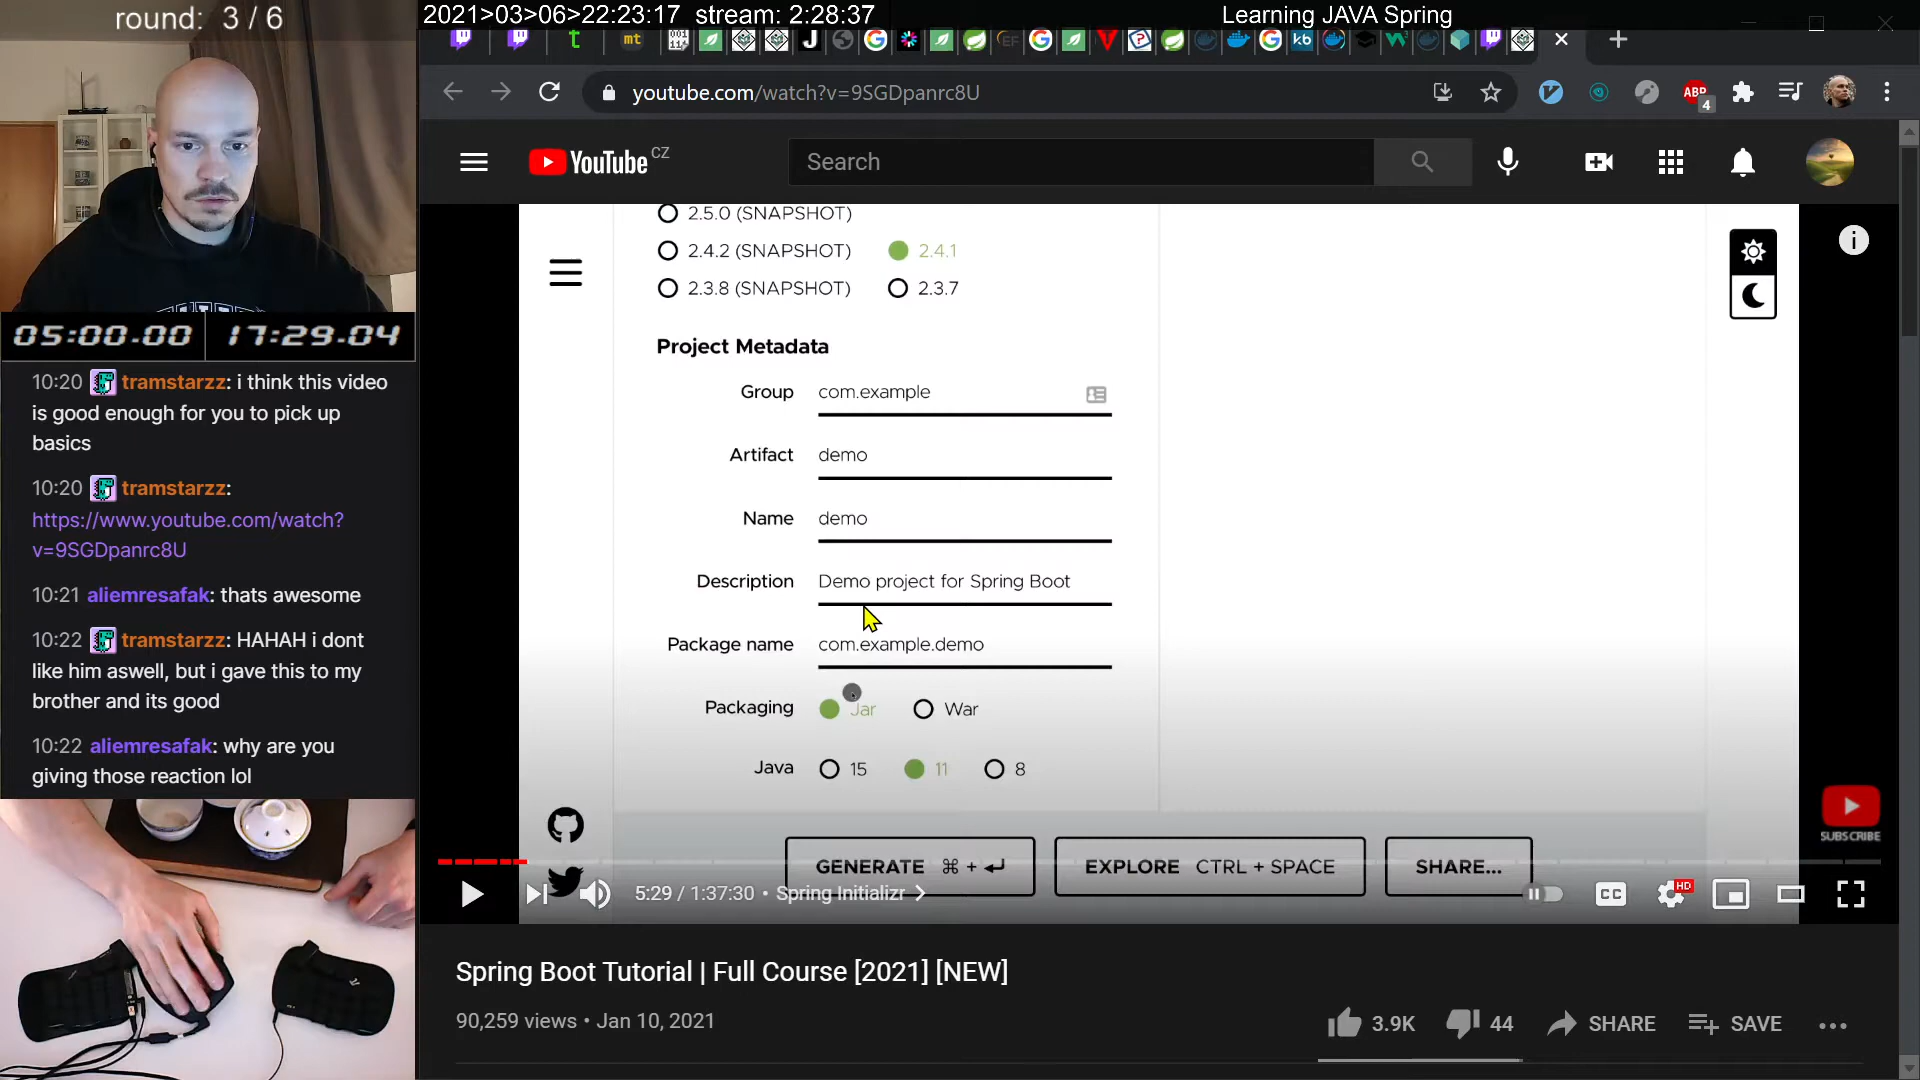 round: 3 / 6
2021>03>06>22:23:17 stream: 2:28:37
Learning JAVA Spring
youtube.com/watch?v=9SGDpanrc8U
ABP
4
YouTube CZ
Search
05:00.00
17:29.04
10:20 tramstarzz: i think this video
is good enough for you to pick up
basics
10:20 tramstarzz:
https://www.youtube.com/watch?
v=9SGDpanrc8U
10:21 aliemresafak: thats awesome
10:22 tramstarzz: HAHAH i dont
like him aswell, but i gave this to my
brother and its good
10:22 aliemresafak: why are you
giving those reaction lol
2.5.0 (SNAPSHOT)
2.4.2 (SNAPSHOT) 2.4.1
2.3.8 (SNAPSHOT) 2.3.7
Project Metadata
Group com.example
Artifact demo
Name demo
Description Demo project for Spring Boot
Package name com.example.demo
Packaging Jar War
Java 15 11 8
GENERATE ⌘ + ↵
EXPLORE CTRL + SPACE
SHARE...
SUBSCRIBE
5:29 / 1:37:30 • Spring Initializr >
CC
HD
Spring Boot Tutorial | Full Course [2021] [NEW]
90,259 views • Jan 10, 2021
3.9K
44
SHARE
SAVE